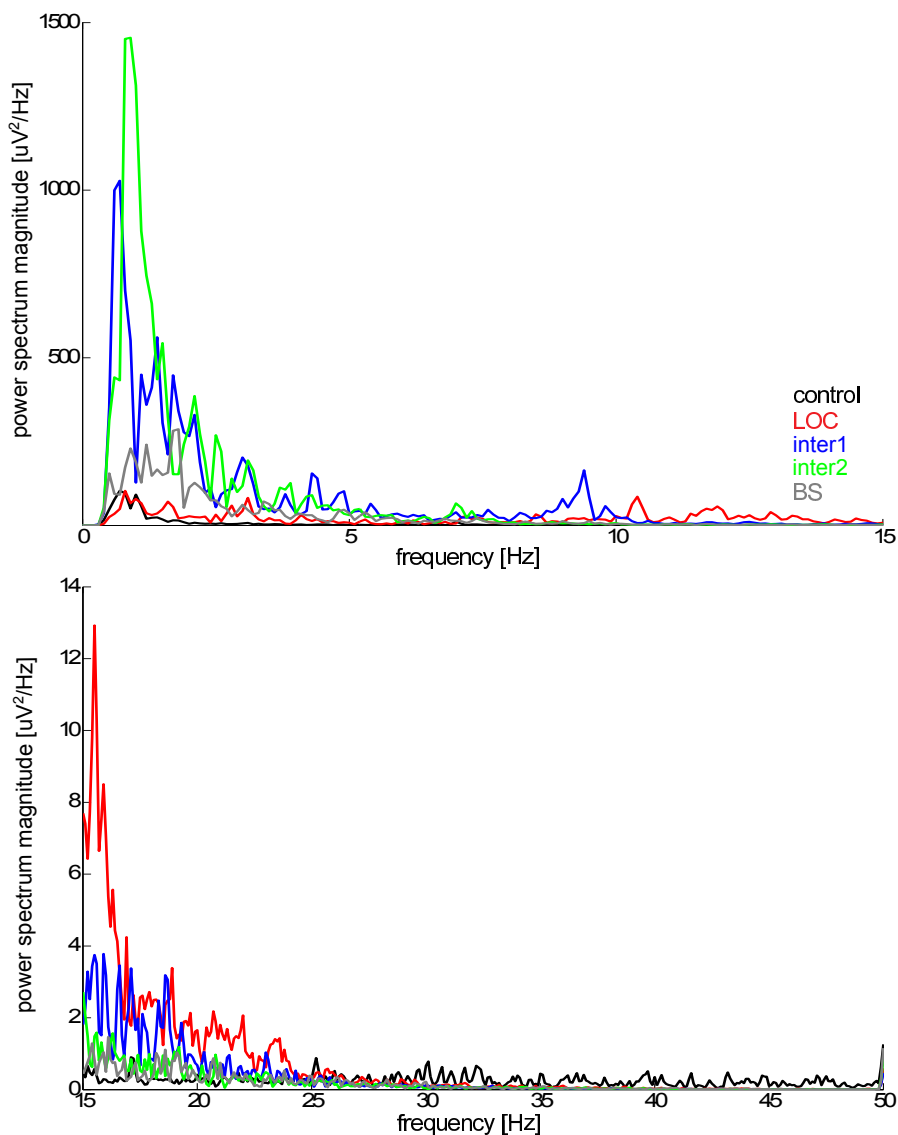 1500
1000
500
0
5
10
15
power spectrum magnitude [uV²/Hz]
frequency [Hz]
control
LOC
inter1
inter2
BS
14
12
10
8
6
4
2
0
15
20
25
30
35
40
45
50
power spectrum magnitude [uV²/Hz]
frequency [Hz]